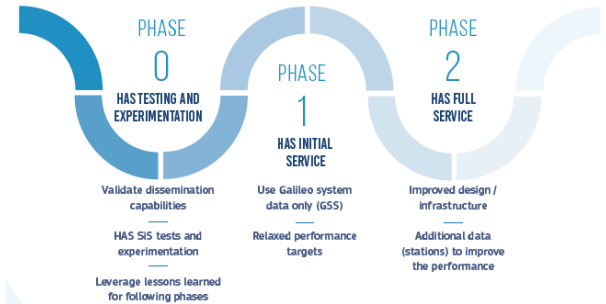 PHASE
0
HAS TESTING AND
EXPERIMENTATION
Validate dissemination
capabilities
HAS SiS tests and
experimentation
Leverage lessons learned
for following phases
PHASE
1
HAS INITIAL
SERVICE
Use Galileo system
data only (GSS)
Relaxed performance
targets
PHASE
2
HAS FULL
SERVICE
Improved design /
infrastructure
Additional data
(stations) to improve
the performance